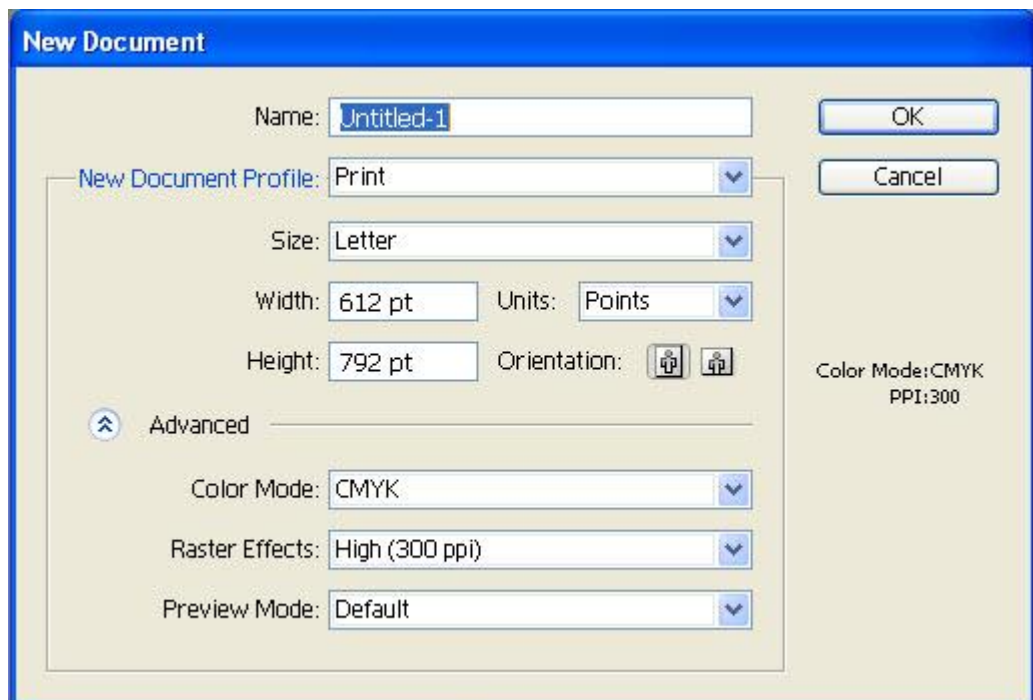 New Document
Name: Untitled-1
OK
New Document Profile: Print
Cancel
Size: Letter
Width: 612 pt Units: Points
Height: 792 pt Orientation:
Color Mode:CMYK
PPI:300
Advanced
Color Mode: CMYK
Raster Effects: High (300 ppi)
Preview Mode: Default